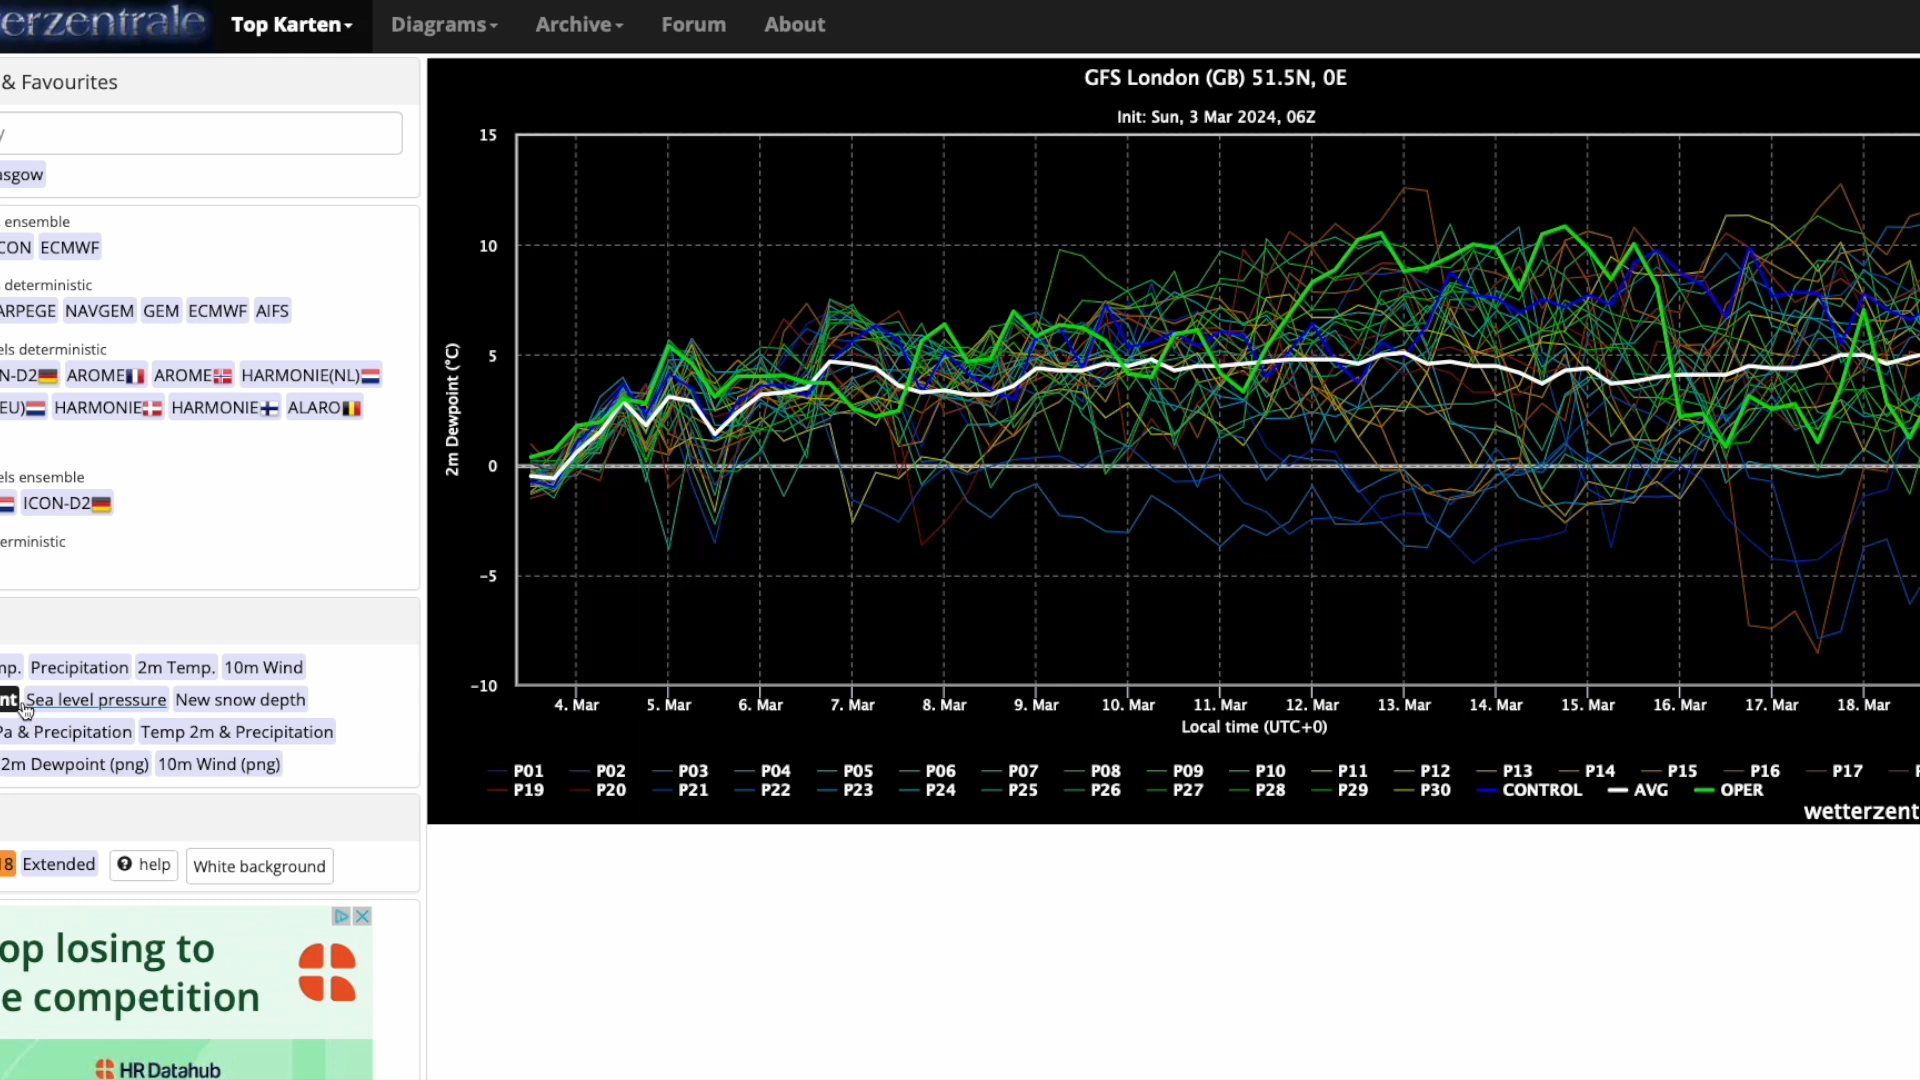 erzentrale Top Karten Diagrams Archive Forum About
& Favourites
y
asgow
ensemble
CON ECMWF
deterministic
ARPEGE NAVGEM GEM ECMWF AIFS
els deterministic
N-D2 AROME AROME HARMONIE(NL)
EU) HARMONIE HARMONIE ALARO
els ensemble
ICON-D2
erministic
mp. Precipitation 2m Temp. 10m Wind
nt Sea level pressure New snow depth
Pa & Precipitation Temp 2m & Precipitation
2m Dewpoint (png) 10m Wind (png)
18 Extended help White background
op losing to
e competition
HR Datahub
GFS London (GB) 51.5N, 0E
Init: Sun, 3 Mar 2024, 06Z
15
10
5
0
−5
−10
2m Dewpoint (°C)
4. Mar 5. Mar 6. Mar 7. Mar 8. Mar 9. Mar 10. Mar 11. Mar 12. Mar 13. Mar 14. Mar 15. Mar 16. Mar 17. Mar 18. Mar
Local time (UTC+0)
P01 P02 P03 P04 P05 P06 P07 P08 P09 P10 P11 P12 P13 P14 P15 P16 P17
P19 P20 P21 P22 P23 P24 P25 P26 P27 P28 P29 P30 CONTROL AVG OPER
wetterzent